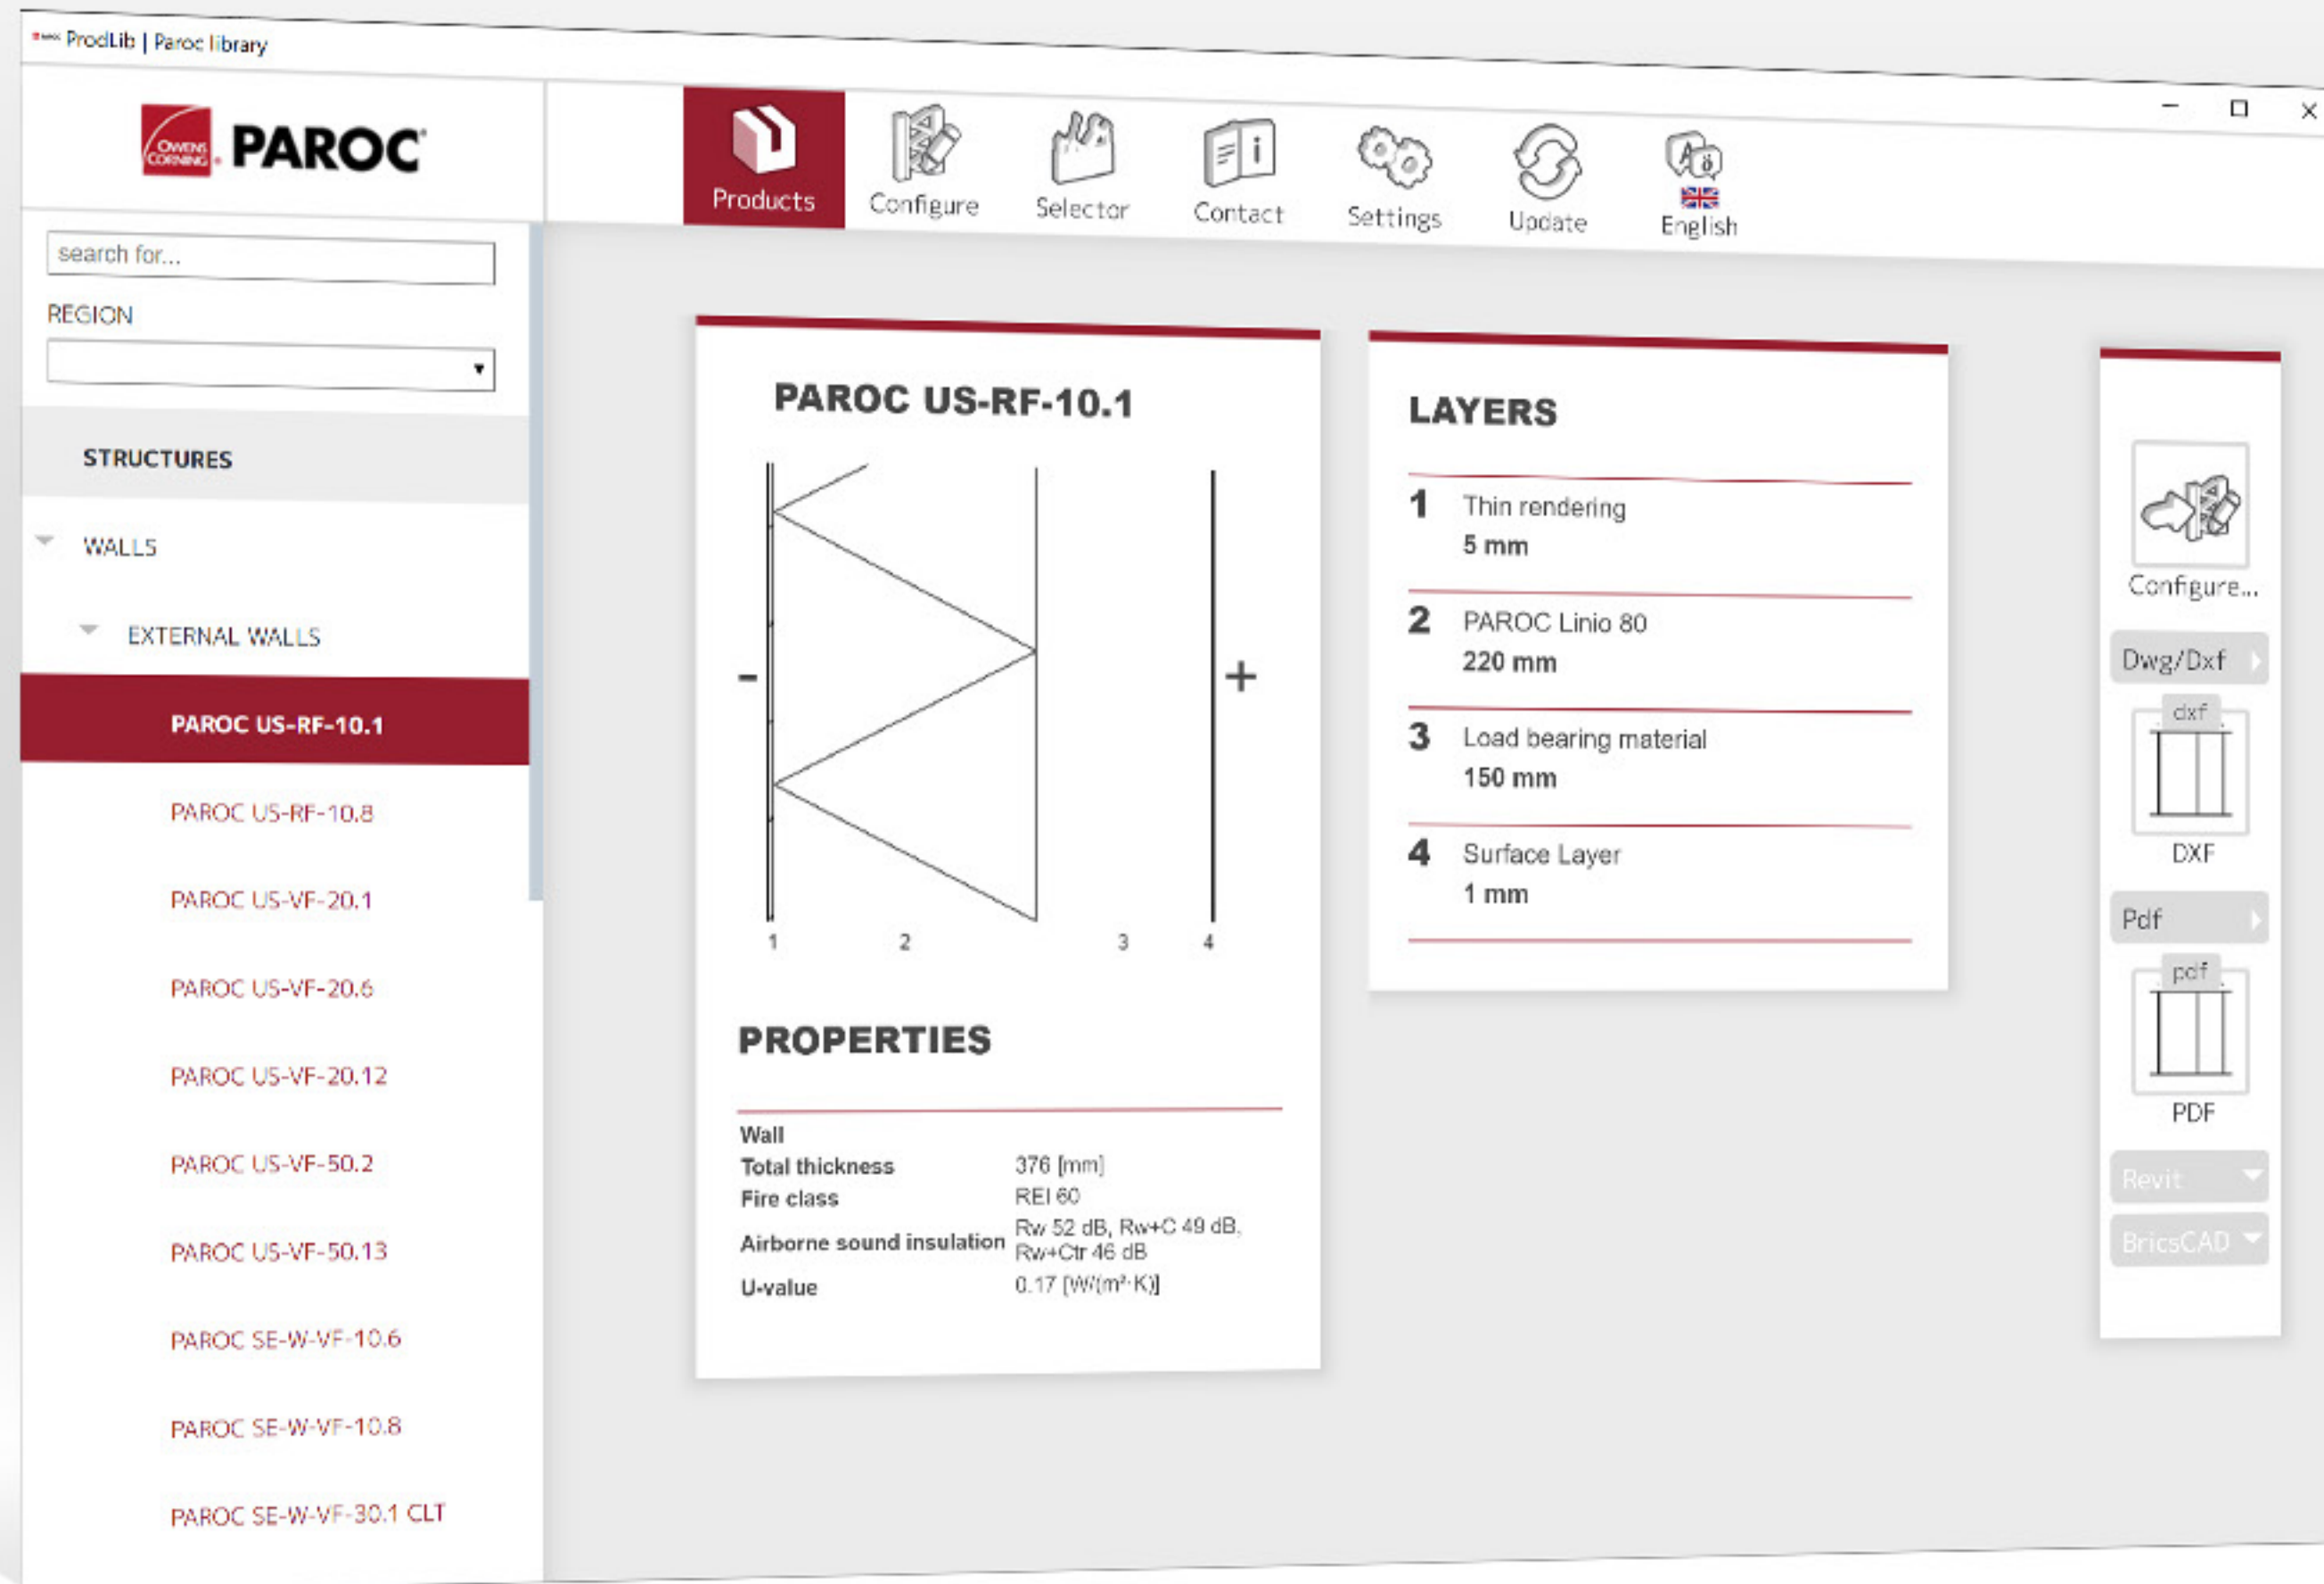 ProdLib | Paroc library
OWENS CORNING
PAROC
Products
Configure
Selector
Contact
Settings
Update
English
search for...
REGION
STRUCTURES
WALLS
EXTERNAL WALLS
PAROC US-RF-10.1
PAROC US-RF-10.8
PAROC US-VF-20.1
PAROC US-VF-20.6
PAROC US-VF-20.12
PAROC US-VF-50.2
PAROC US-VF-50.13
PAROC SE-W-VF-10.6
PAROC SE-W-VF-10.8
PAROC SE-W-VF-30.1 CLT
PAROC US-RF-10.1
- +
1 2 3 4
PROPERTIES
Wall
Total thickness 376 [mm]
Fire class REI 60
Airborne sound insulation Rw 52 dB, Rw+C 49 dB,
Rw+Ctr 46 dB
U-value 0.17 [W/(m²·K)]
LAYERS
1 Thin rendering
5 mm
2 PAROC Linio 80
220 mm
3 Load bearing material
150 mm
4 Surface Layer
1 mm
Configure...
Dwg/Dxf
dxf
DXF
Pdf
pdf
PDF
Revit
BricsCAD